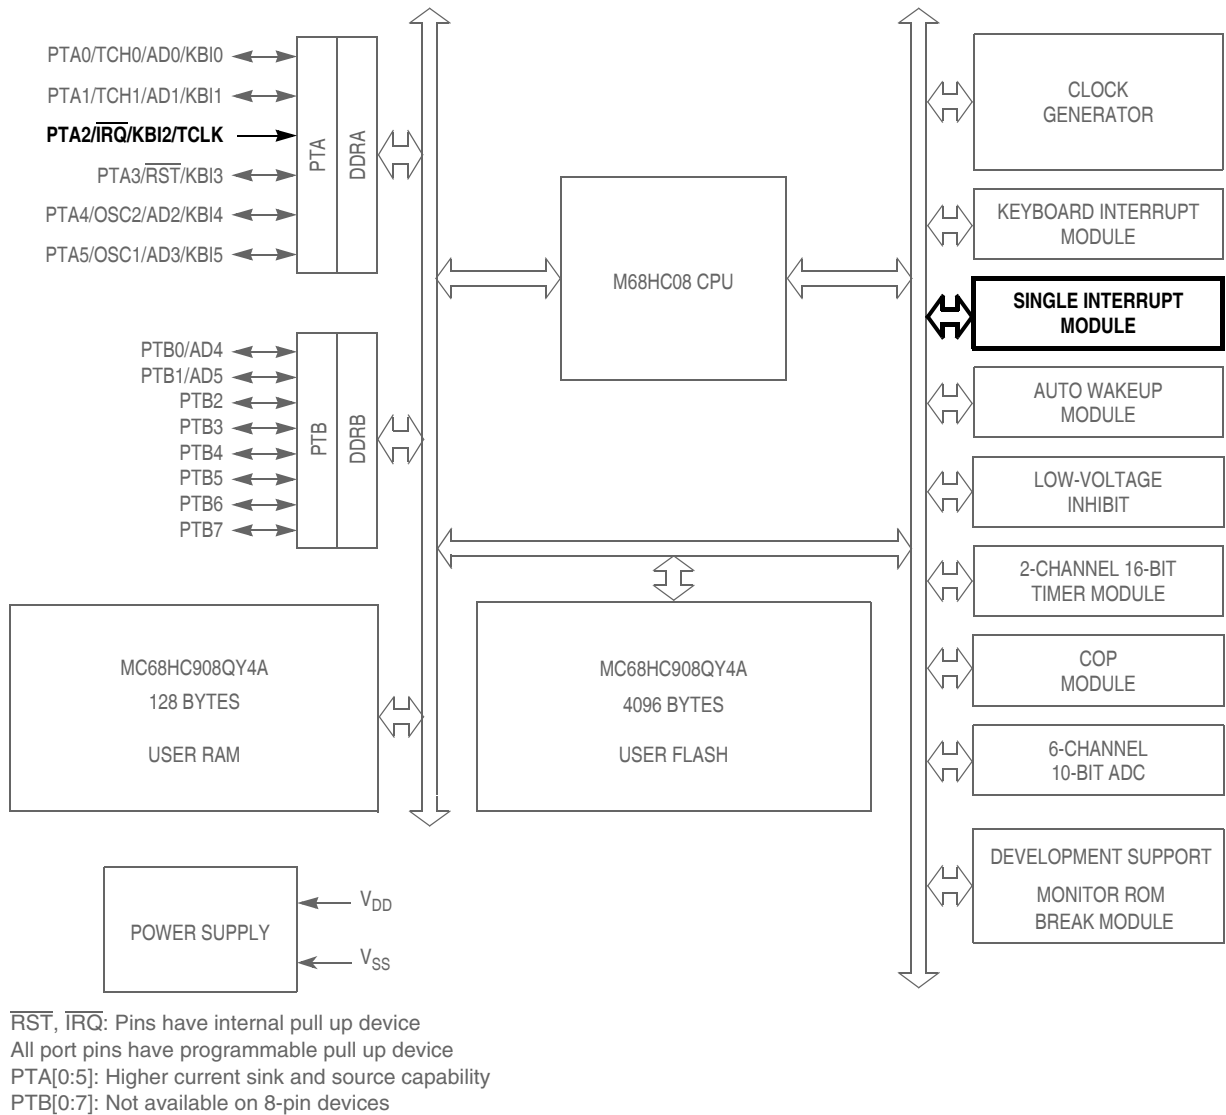 PTA0/TCH0/AD0/KBI0
PTA1/TCH1/AD1/KBI1
PTA2/IRQ/KBI2/TCLK
PTA3/RST/KBI3
PTA4/OSC2/AD2/KBI4
PTA5/OSC1/AD3/KBI5
PTA
DDRA
PTB0/AD4
PTB1/AD5
PTB2
PTB3
PTB4
PTB5
PTB6
PTB7
PTB
DDRB
M68HC08 CPU
CLOCK
GENERATOR
KEYBOARD INTERRUPT
MODULE
SINGLE INTERRUPT
MODULE
AUTO WAKEUP
MODULE
LOW-VOLTAGE
INHIBIT
2-CHANNEL 16-BIT
TIMER MODULE
COP
MODULE
6-CHANNEL
10-BIT ADC
DEVELOPMENT SUPPORT
MONITOR ROM
BREAK MODULE
MC68HC908QY4A
128 BYTES
USER RAM
MC68HC908QY4A
4096 BYTES
USER FLASH
POWER SUPPLY
VDD
VSS
RST, IRQ: Pins have internal pull up device
All port pins have programmable pull up device
PTA[0:5]: Higher current sink and source capability
PTB[0:7]: Not available on 8-pin devices